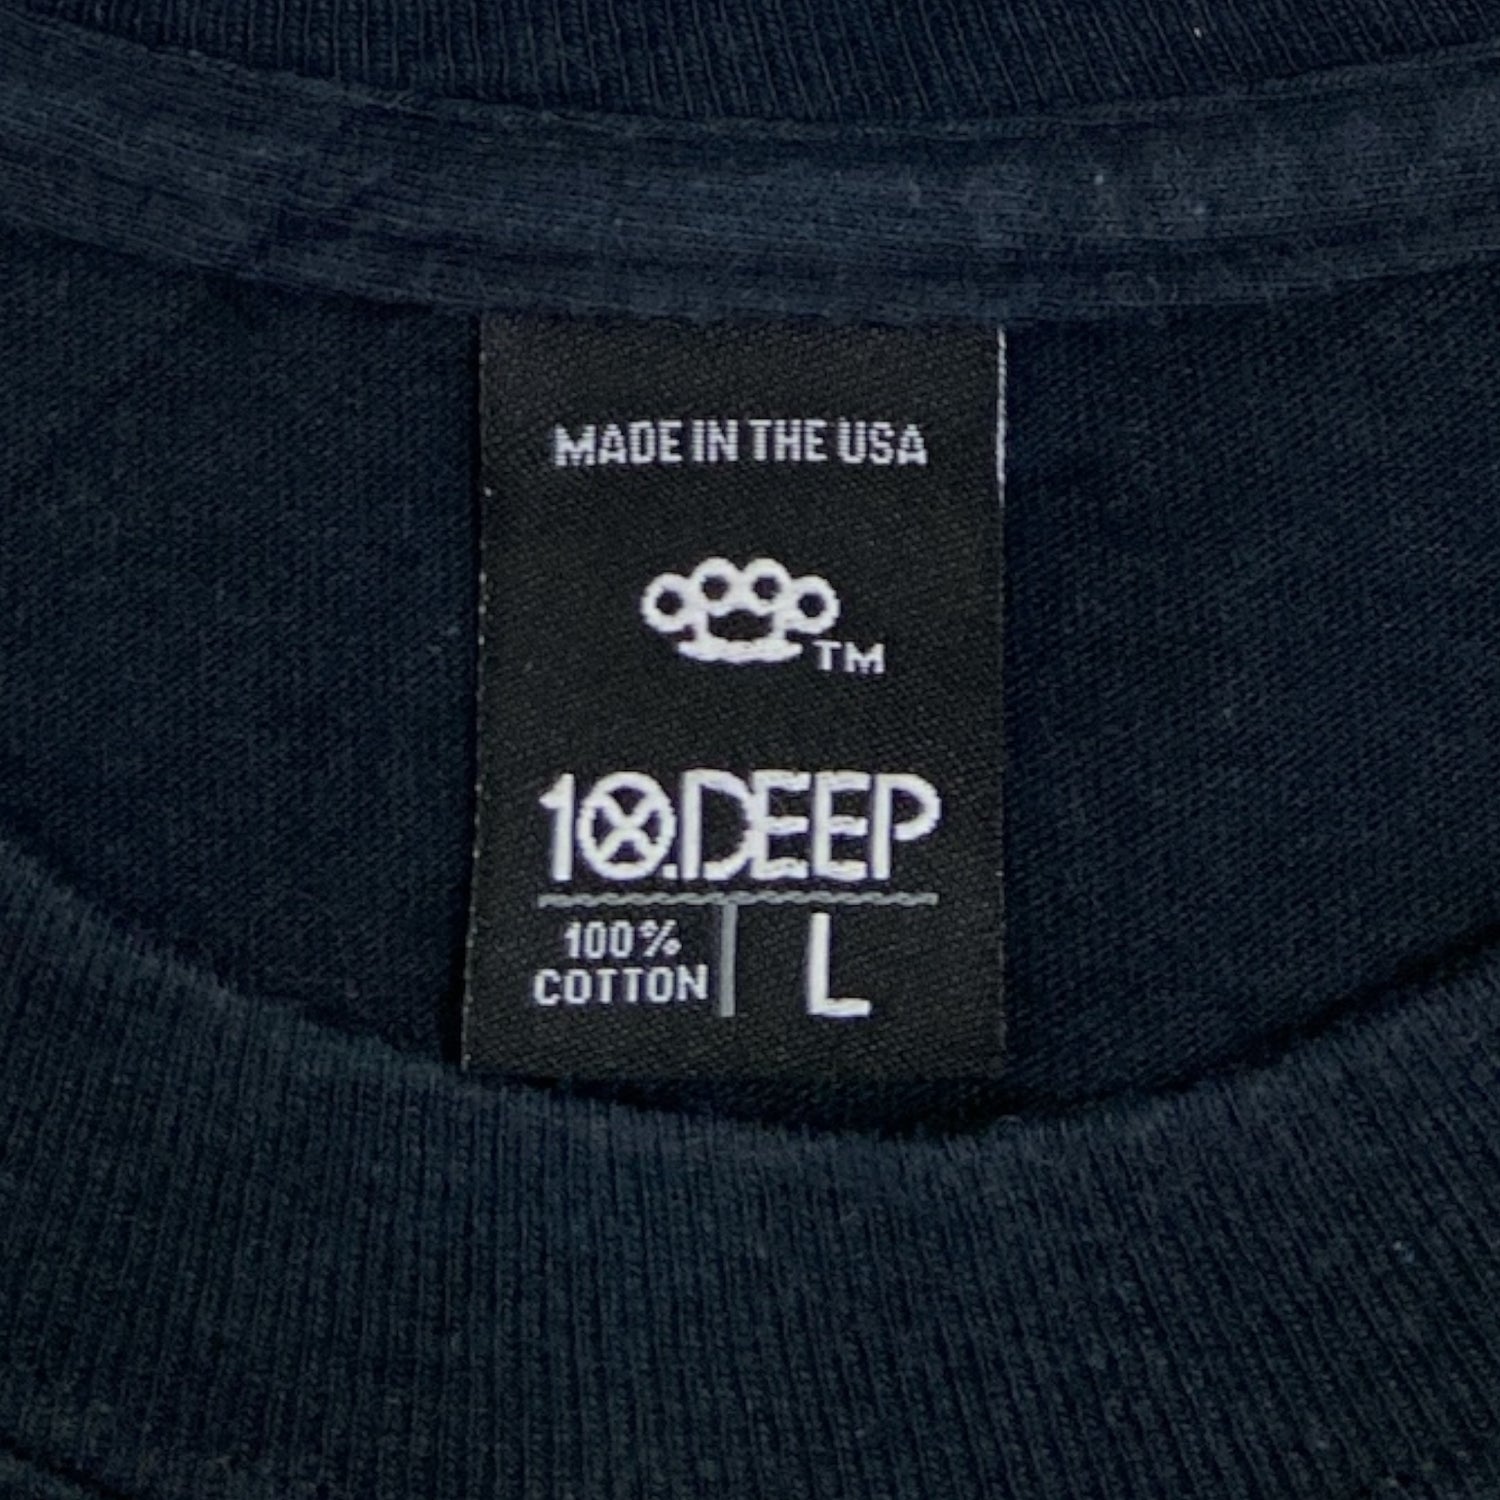 MADE IN THE USA
TM
10.DEEP
100%
COTTON
L